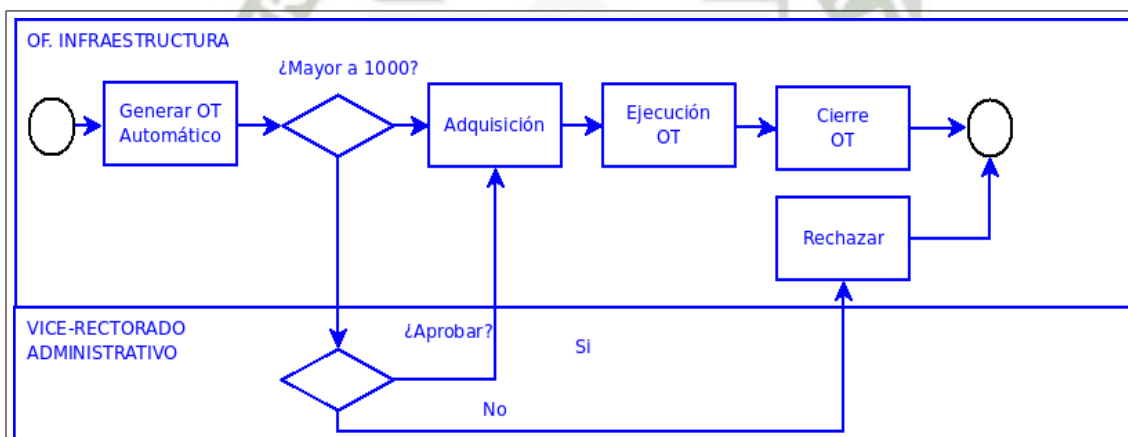 OF. INFRAESTRUCTURA
¿Mayor a 1000?
Generar OT
Automático
Adquisición
Ejecución
OT
Cierre
OT
Rechazar
VICE-RECTORADO
ADMINISTRATIVO
¿Aprobar?
Si
No